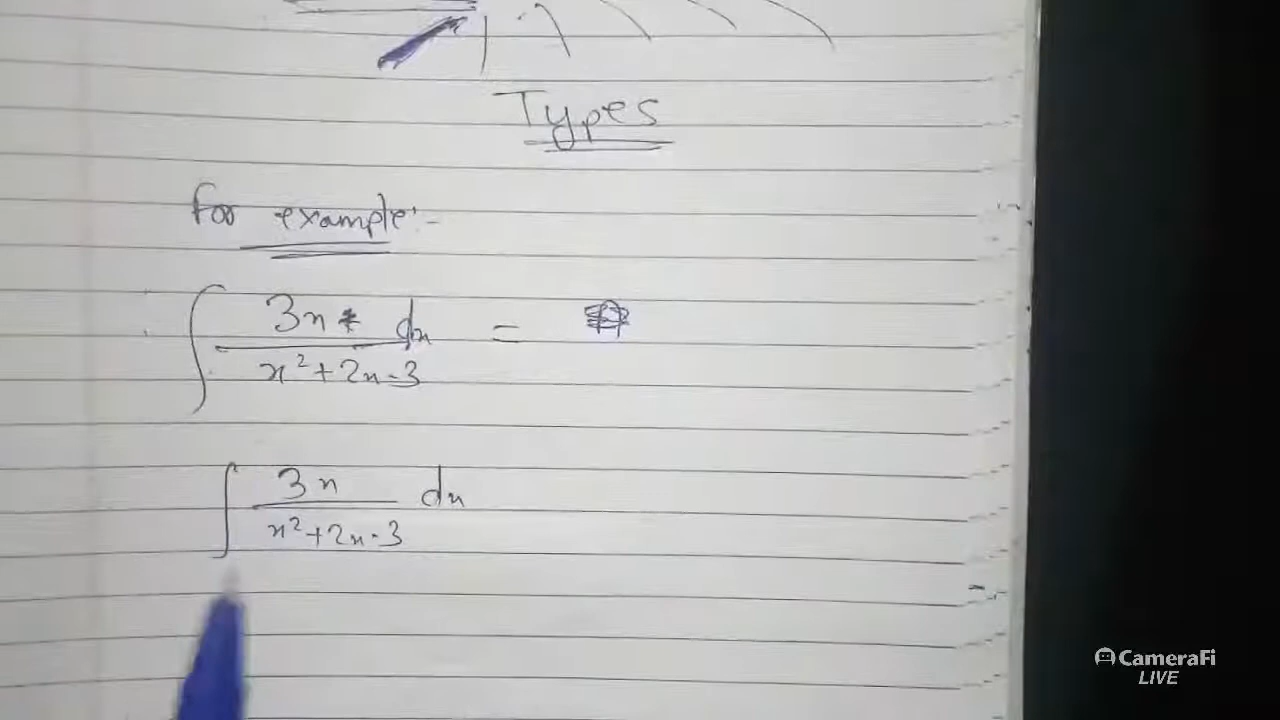 Types
for example:-
∫ 3x dx =
x²+2x-3
∫ 3x dx
x²+2x-3
CameraFi
LIVE